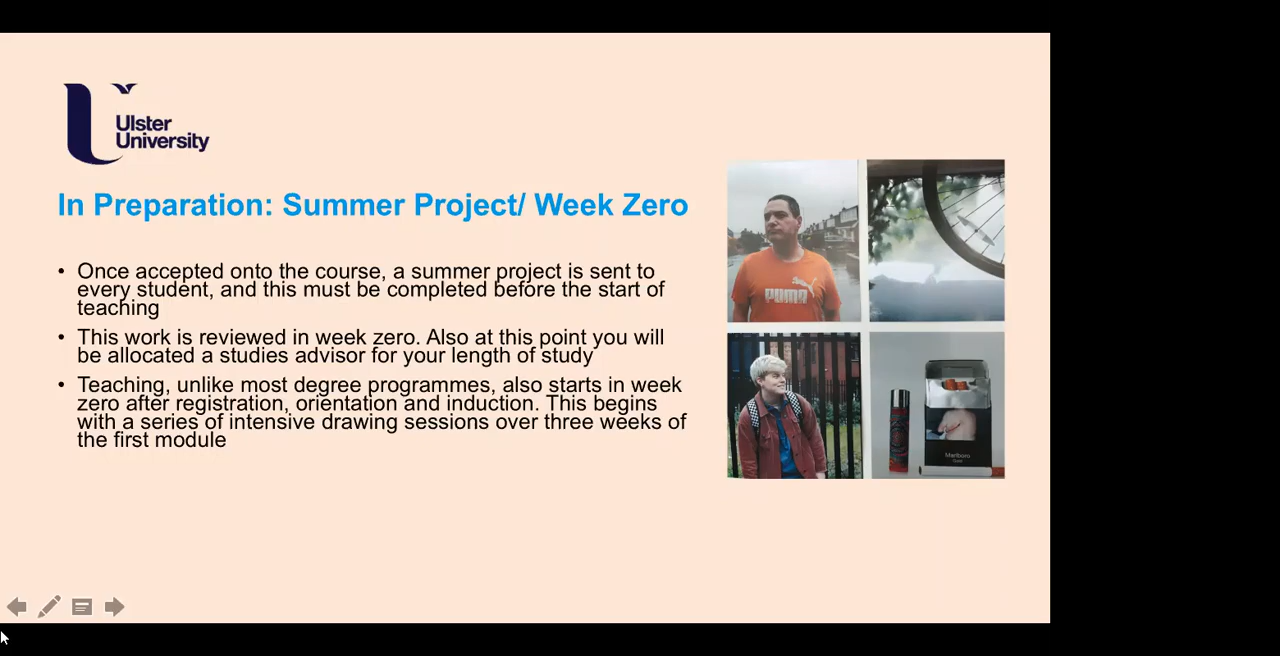 Ulster
University
In Preparation: Summer Project/ Week Zero
• Once accepted onto the course, a summer project is sent to
every student, and this must be completed before the start of
teaching
• This work is reviewed in week zero. Also at this point you will
be allocated a studies advisor for your length of study
• Teaching, unlike most degree programmes, also starts in week
zero after registration, orientation and induction. This begins
with a series of intensive drawing sessions over three weeks of
the first module
PUMA
Marlboro